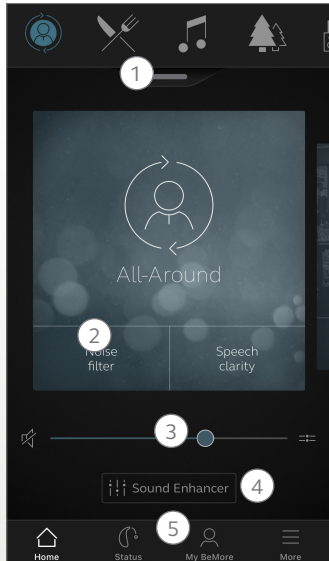 1
All-Around
2
Noise
filter
Speech
clarity
3
Sound Enhancer
4
5
Home
Status
My BeMore
More